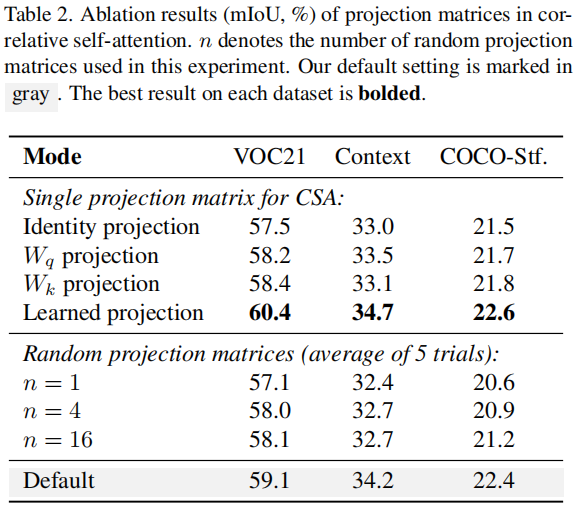 Table 2. Ablation results (mIoU, %) of projection matrices in cor-
relative self-attention. n denotes the number of random projection
matrices used in this experiment. Our default setting is marked in
gray . The best result on each dataset is bolded.
Mode VOC21 Context COCO-Stf.
Single projection matrix for CSA:
Identity projection 57.5 33.0 21.5
Wq projection 58.2 33.5 21.7
Wk projection 58.4 33.1 21.8
Learned projection 60.4 34.7 22.6
Random projection matrices (average of 5 trials):
n = 1 57.1 32.4 20.6
n = 4 58.0 32.7 20.9
n = 16 58.1 32.7 21.2
Default 59.1 34.2 22.4